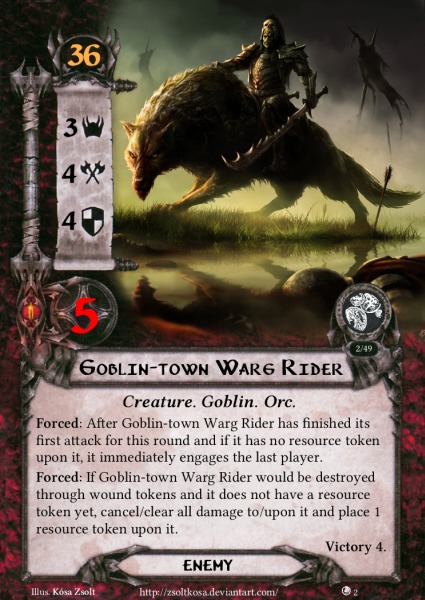 36
3
4
4
5
2/49
Goblin-town Warg Rider
Creature. Goblin. Orc.
Forced: After Goblin-town Warg Rider has finished its
first attack for this round and if it has no resource token
upon it, it immediately engages the last player.
Forced: If Goblin-town Warg Rider would be destroyed
through wound tokens and it does not have a resource
token yet, cancel/clear all damage to/upon it and place 1
resource token upon it.
Victory 4.
ENEMY
Illus. Kósa Zsolt http://zsoltkosa.deviantart.com/ 2